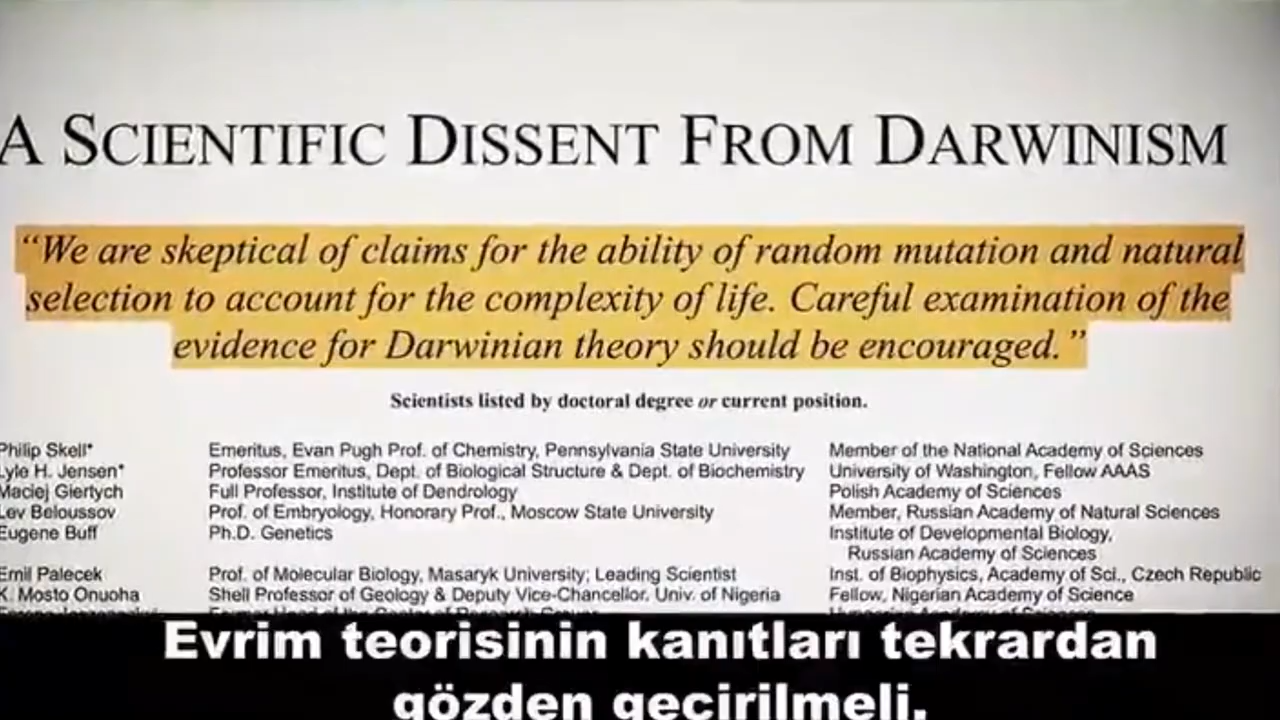 A SCIENTIFIC DISSENT FROM DARWINISM
“We are skeptical of claims for the ability of random mutation and natural
selection to account for the complexity of life. Careful examination of the
evidence for Darwinian theory should be encouraged.”
Scientists listed by doctoral degree or current position.
Philip Skell* Emeritus, Evan Pugh Prof. of Chemistry, Pennsylvania State University Member of the National Academy of Sciences
Lyle H. Jensen* Professor Emeritus, Dept. of Biological Structure & Dept. of Biochemistry University of Washington, Fellow AAAS
Maciej Giertych Full Professor, Institute of Dendrology Polish Academy of Sciences
Lev Beloussov Prof. of Embryology, Honorary Prof., Moscow State University Member, Russian Academy of Natural Sciences
Eugene Buff Ph.D. Genetics Institute of Developmental Biology,
Russian Academy of Sciences
Emil Palecek Prof. of Molecular Biology, Masaryk University; Leading Scientist Inst. of Biophysics, Academy of Sci., Czech Republic
K. Mosto Onuoha Shell Professor of Geology & Deputy Vice-Chancellor, Univ. of Nigeria Fellow, Nigerian Academy of Science
Evrim teorisinin kanıtları tekrardan
gözden geçirilmeli.